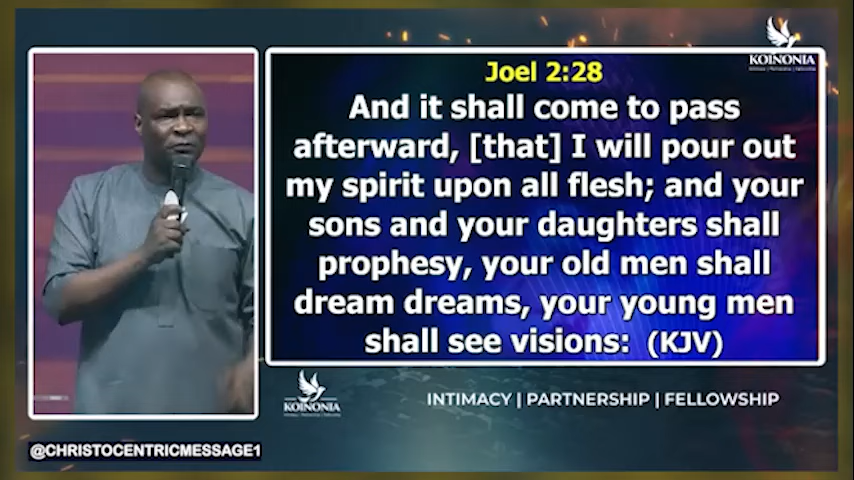 KOINONIA
Joel 2:28
And it shall come to pass
afterward, [that] I will pour out
my spirit upon all flesh; and your
sons and your daughters shall
prophesy, your old men shall
dream dreams, your young men
shall see visions: (KJV)
KOINONIA
INTIMACY | PARTNERSHIP | FELLOWSHIP
@CHRISTOCENTRICMESSAGE1